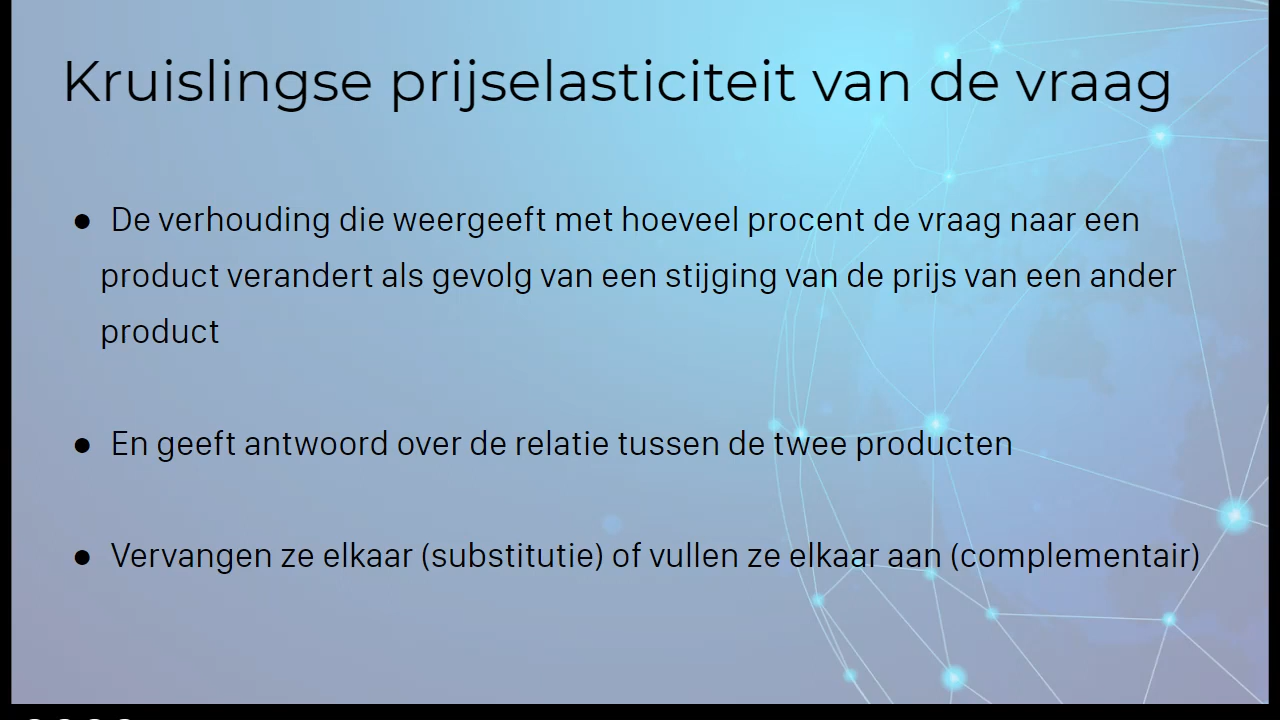 Kruislingse prijselasticiteit van de vraag
● De verhouding die weergeeft met hoeveel procent de vraag naar een
product verandert als gevolg van een stijging van de prijs van een ander
product
● En geeft antwoord over de relatie tussen de twee producten
● Vervangen ze elkaar (substitutie) of vullen ze elkaar aan (complementair)